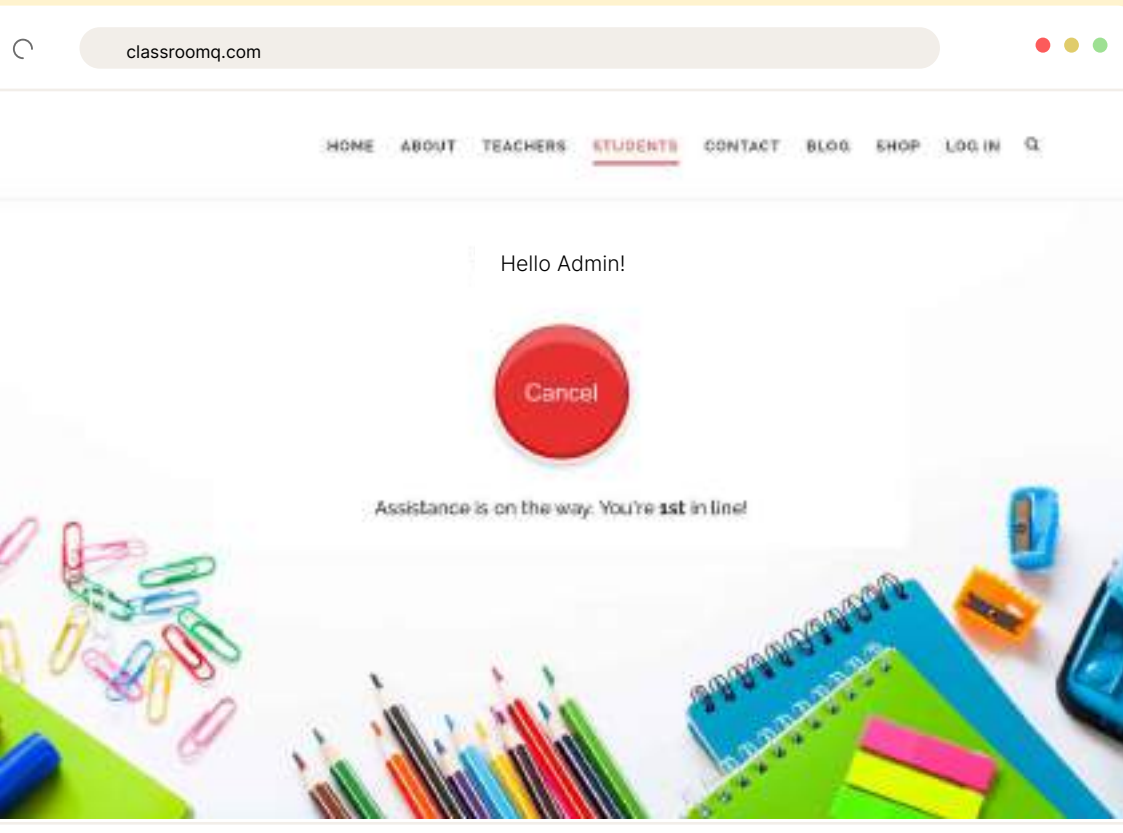 classroomq.com
HOME ABOUT TEACHERS STUDENTS CONTACT BLOG SHOP LOG IN
Hello Admin!
Cancel
Assistance is on the way. You're 1st in line!